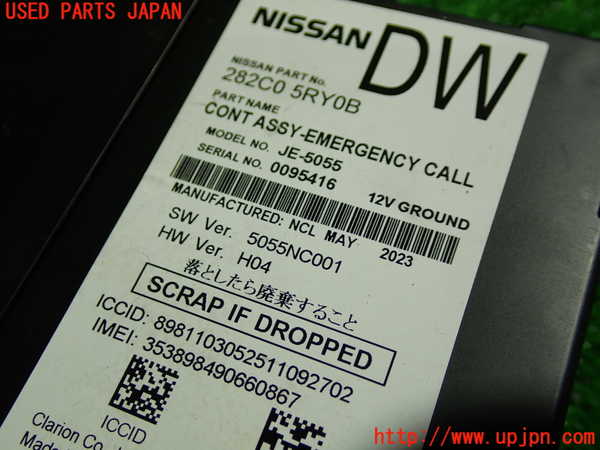 USED PARTS JAPAN
NISSAN DW
NISSAN PART No.
282C0 5RY0B
PART NAME
CONT ASSY-EMERGENCY CALL
MODEL NO. JE-5055
SERIAL NO. 0095416 12V GROUND
MANUFACTURED: NCL MAY 2023
SW Ver. 5055NC001
HW Ver. H04
落としたら廃棄すること
SCRAP IF DROPPED
ICCID: 8981103052511092702
IMEI: 353898490660867
ICCID
Clarion Co.
Made
http://www.upjpn.com/